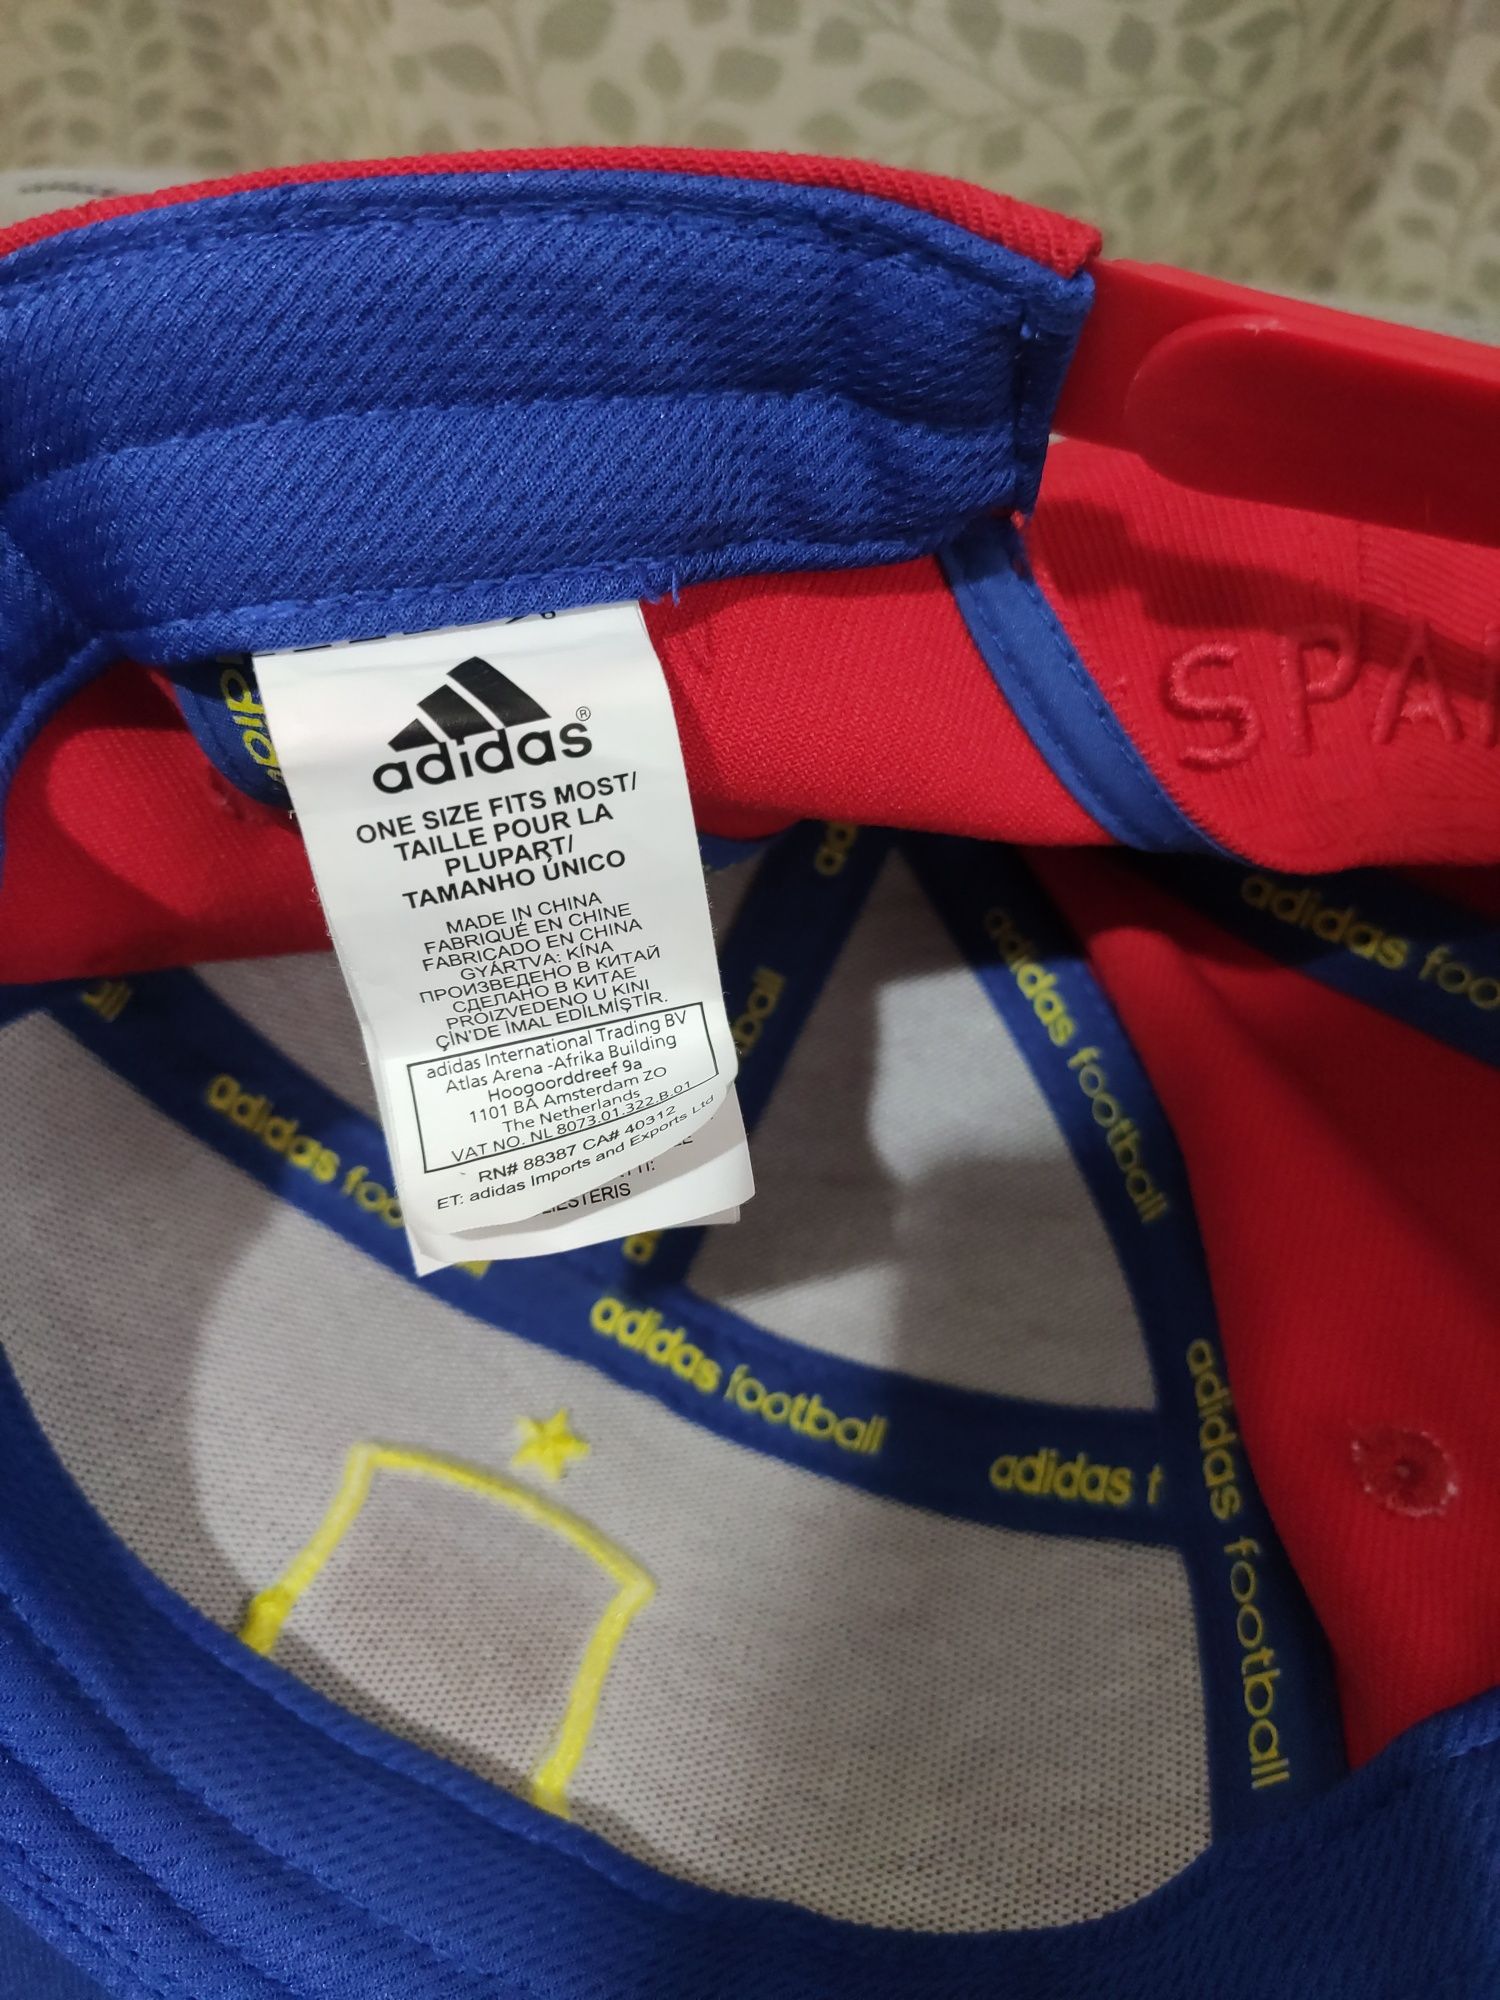 adidas®
ONE SIZE FITS MOST/
TAILLE POUR LA
PLUPART/
TAMANHO ÚNICO
MADE IN CHINA
FABRIQUÉ EN CHINE
FABRICADO EN CHINA
GYÁRTVA: KÍNA
ПРОИЗВЕДЕНО В КИТАЙ
СДЕЛАНО В КИТАЕ
PROIZVEDENO U KINI
ÇİN'DE İMAL EDİLMİŞTİR.
adidas International Trading BV
Atlas Arena -Afrika Building
Hoogoorddreef 9a
1101 BA Amsterdam ZO
The Netherlands
VAT NO. NL 8073.01.322.B.01
RN# 88387 CA# 40312
ET: adidas Imports and Exports Ltd
adidas
adidas football
adidas
adidas football
adidas football
adidas
adidas football